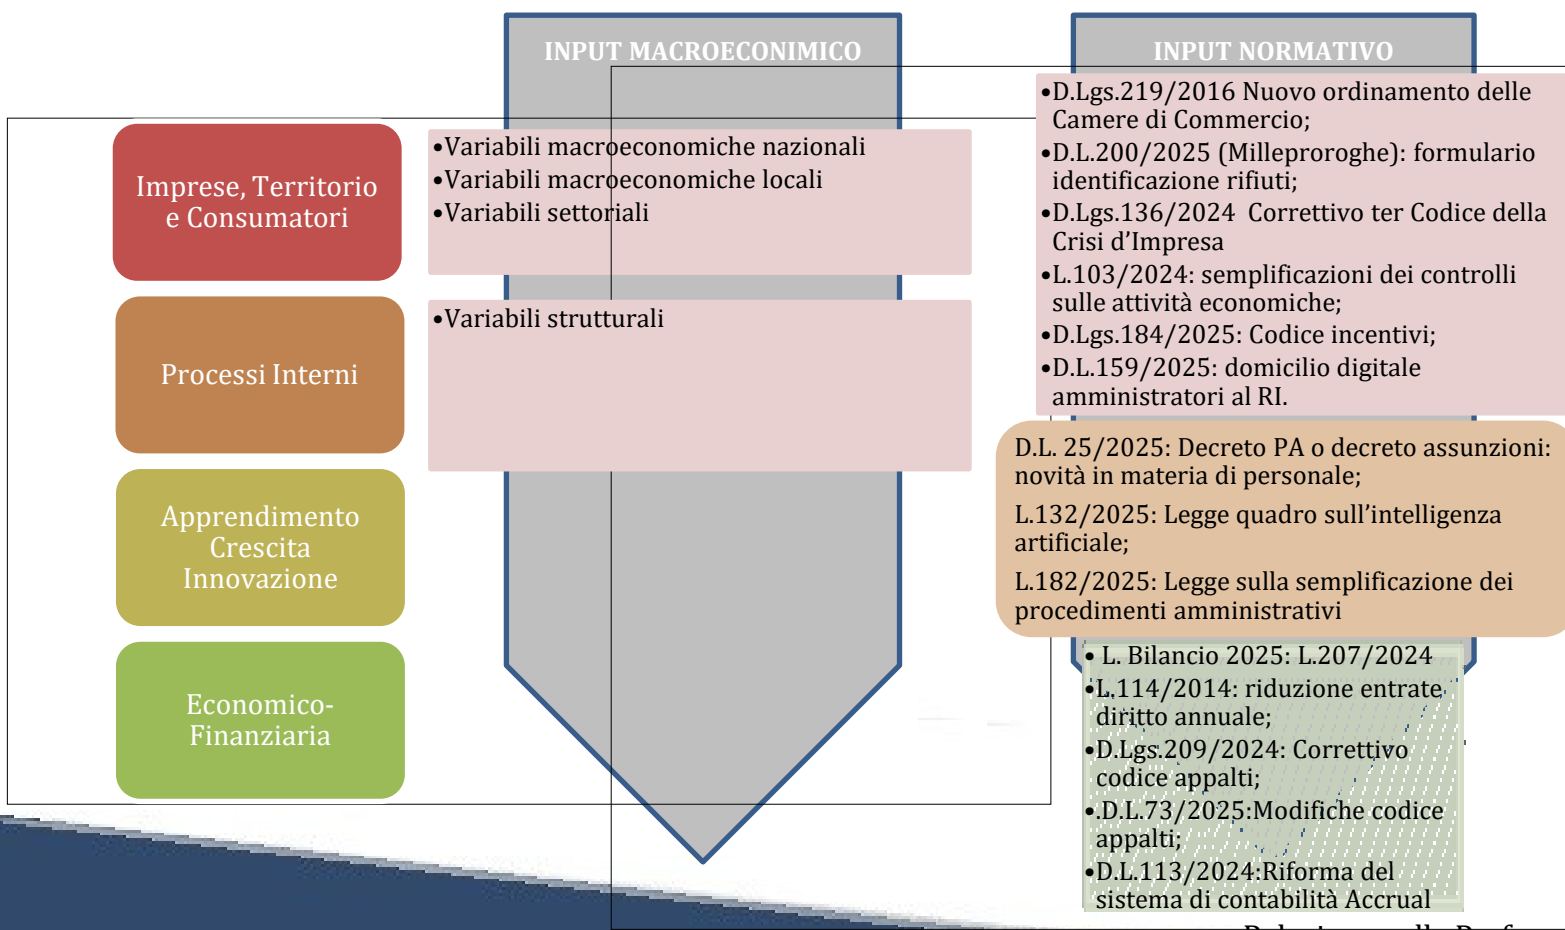 INPUT MACROECONIMICO
INPUT NORMATIVO
Imprese, Territorio
e Consumatori
•Variabili macroeconomiche nazionali
•Variabili macroeconomiche locali
•Variabili settoriali
Processi Interni
•Variabili strutturali
Apprendimento
Crescita
Innovazione
Economico-
Finanziaria
•D.Lgs.219/2016 Nuovo ordinamento delle
Camere di Commercio;
•D.L.200/2025 (Milleproroghe): formulario
identificazione rifiuti;
•D.Lgs.136/2024 Correttivo ter Codice della
Crisi d’Impresa
•L.103/2024: semplificazioni dei controlli
sulle attività economiche;
•D.Lgs.184/2025: Codice incentivi;
•D.L.159/2025: domicilio digitale
amministratori al RI.
D.L. 25/2025: Decreto PA o decreto assunzioni:
novità in materia di personale;
L.132/2025: Legge quadro sull’intelligenza
artificiale;
L.182/2025: Legge sulla semplificazione dei
procedimenti amministrativi
• L. Bilancio 2025: L.207/2024
•L.114/2014: riduzione entrate
diritto annuale;
•D.Lgs.209/2024: Correttivo
codice appalti;
•.D.L.73/2025:Modifiche codice
appalti;
•D.L.113/2024:Riforma del
sistema di contabilità Accrual